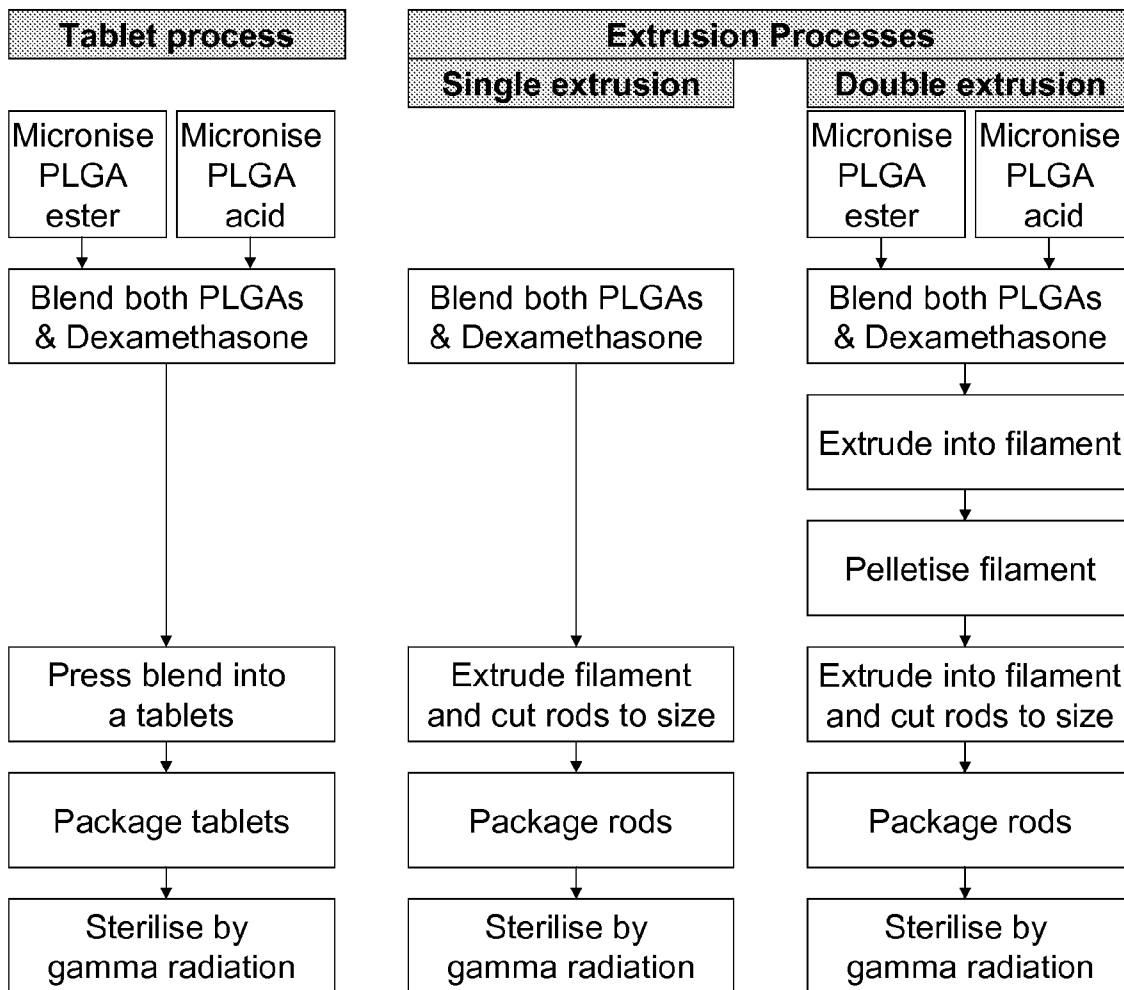 Tablet process
Extrusion Processes
Single extrusion
Double extrusion
Micronise
PLGA
ester
Micronise
PLGA
acid
Micronise
PLGA
ester
Micronise
PLGA
acid
Blend both PLGAs
& Dexamethasone
Blend both PLGAs
& Dexamethasone
Blend both PLGAs
& Dexamethasone
Extrude into filament
Pelletise filament
Press blend into
a tablets
Extrude filament
and cut rods to size
Extrude into filament
and cut rods to size
Package tablets
Package rods
Package rods
Sterilise by
gamma radiation
Sterilise by
gamma radiation
Sterilise by
gamma radiation